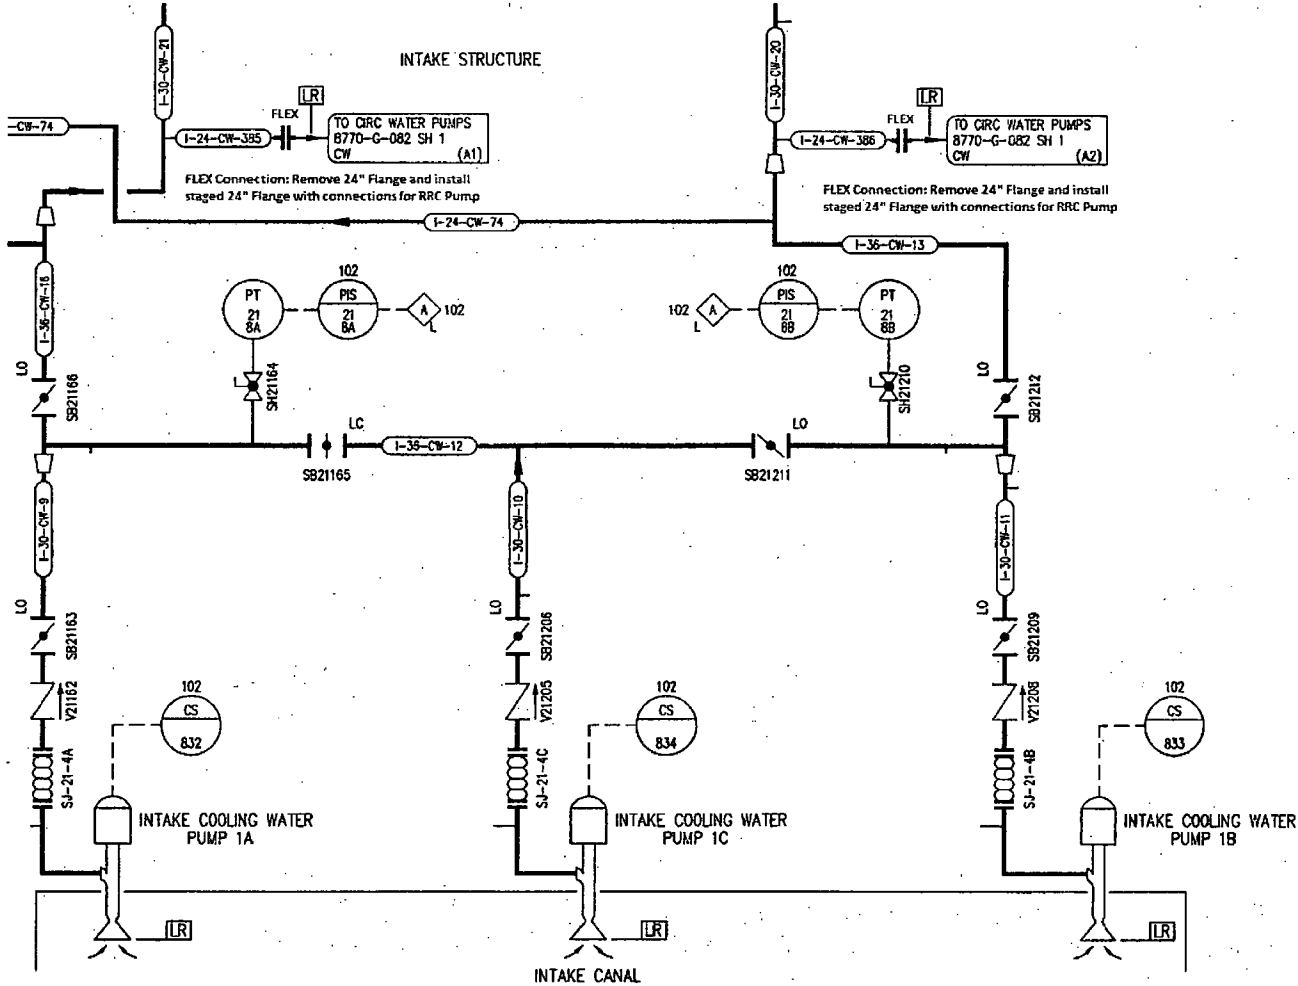 I-30-CW-21
INTAKE STRUCTURE
I-30-CW-20
LR
LR
-CW-74
FLEX
I-24-CW-385
TO CIRC WATER PUMPS
8770-G-082 SH 1
CW (A1)
FLEX
I-24-CW-386
TO CIRC WATER PUMPS
8770-G-082 SH 1
CW (A2)
FLEX Connection: Remove 24" Flange and install
staged 24" Flange with connections for RRC Pump
FLEX Connection: Remove 24" Flange and install
staged 24" Flange with connections for RRC Pump
I-24-CW-74
I-36-CW-13
I-36-CW-16
PT
21
8A
102
PIS
21
8A
A
L
102
102
A
L
102
PIS
21
8B
PT
21
8B
LO
SB21166
SH21164
SH21210
LO
SB21212
LC
SB21165
I-36-CW-12
LO
SB21211
I-30-CW-9
I-30-CW-10
I-30-CW-11
LO
SB21163
LO
SB21206
LO
SB21209
V21162
V21205
V21208
102
CS
832
102
CS
834
102
CS
833
SJ-21-4A
SJ-21-4C
SJ-21-4B
INTAKE COOLING WATER
PUMP 1A
INTAKE COOLING WATER
PUMP 1C
INTAKE COOLING WATER
PUMP 1B
LR
LR
LR
INTAKE CANAL